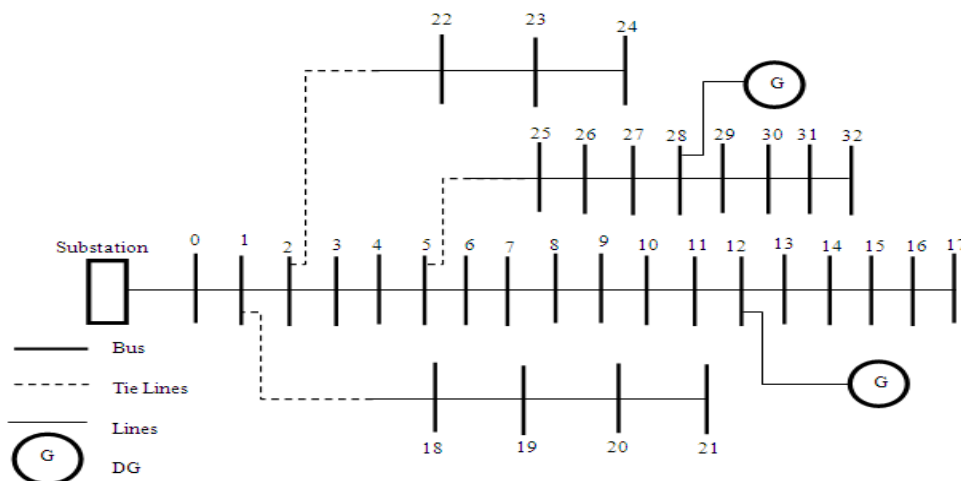 22 23 24
G
25 26 27 28 29 30 31 32
Substation 0 1 2 3 4 5 6 7 8 9 10 11 12 13 14 15 16 17
Bus
Tie Lines
G
Lines
18 19 20 21
G DG